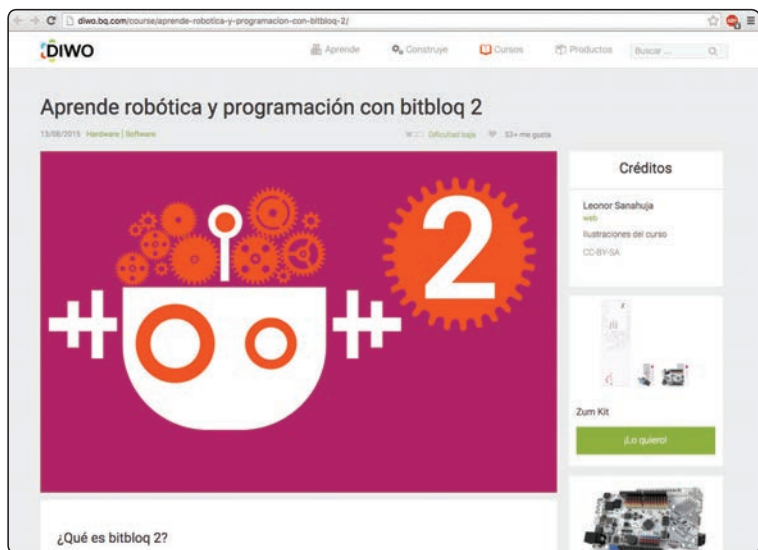 diwo.bq.com/course/aprende-robotica-y-programacion-con-bitbloq-2/
DIWO
Aprende
Construye
Cursos
Productos
Buscar ...
Aprende robótica y programación con bitbloq 2
13/08/2015 Hardware | Software
Dificultad baja
53+ me gusta
2
Créditos
Leonor Sanahuja
web
Ilustraciones del curso
CC-BY-SA
Zum Kit
¡Lo quiero!
¿Qué es bitbloq 2?